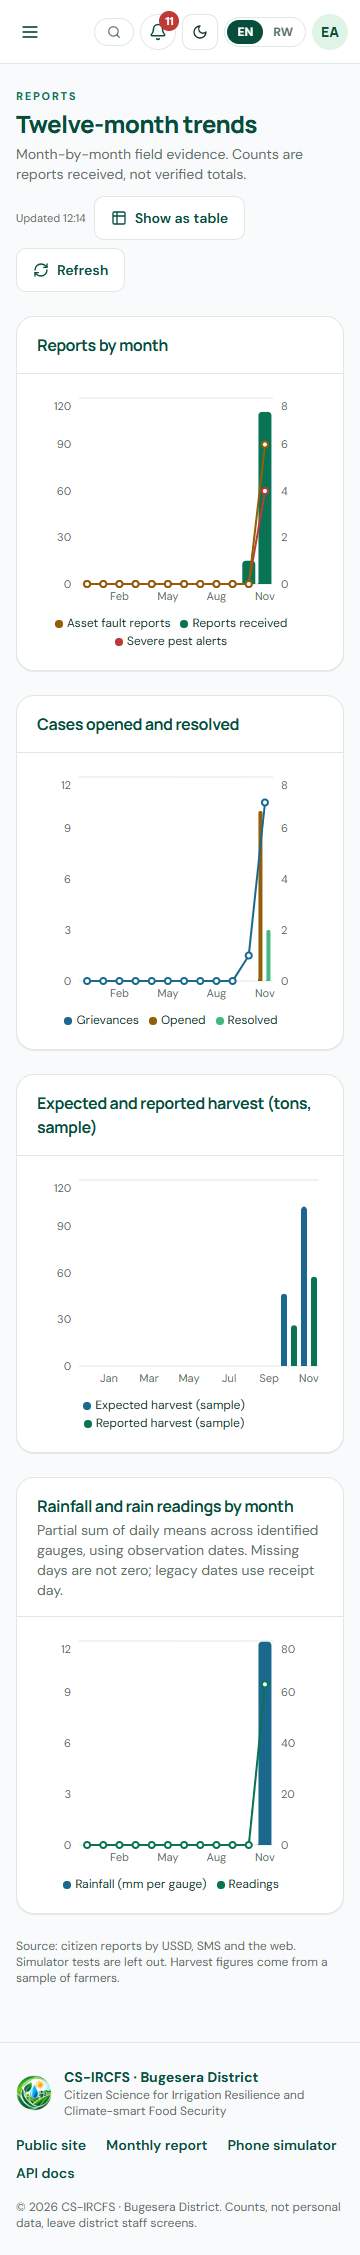 11
EN RW
EA
REPORTS
Twelve-month trends
Month-by-month field evidence. Counts are
reports received, not verified totals.
Updated 12:14
Show as table
Refresh
Reports by month
120 8
90 6
60 4
30 2
0 0
Feb May Aug Nov
Asset fault reports Reports received
Severe pest alerts
Cases opened and resolved
12 8
9 6
6 4
3 2
0 0
Feb May Aug Nov
Grievances Opened Resolved
Expected and reported harvest (tons,
sample)
120
90
60
30
0
Jan Mar May Jul Sep Nov
Expected harvest (sample)
Reported harvest (sample)
Rainfall and rain readings by month
Partial sum of daily means across identified
gauges, using observation dates. Missing
days are not zero; legacy dates use receipt
day.
12 80
9 60
6 40
3 20
0 0
Feb May Aug Nov
Rainfall (mm per gauge) Readings
Source: citizen reports by USSD, SMS and the web.
Simulator tests are left out. Harvest figures come from a
sample of farmers.
CS-IRCFS · Bugesera District
Citizen Science for Irrigation Resilience and
Climate-smart Food Security
Public site Monthly report Phone simulator
API docs
© 2026 CS-IRCFS · Bugesera District. Counts, not personal
data, leave district staff screens.